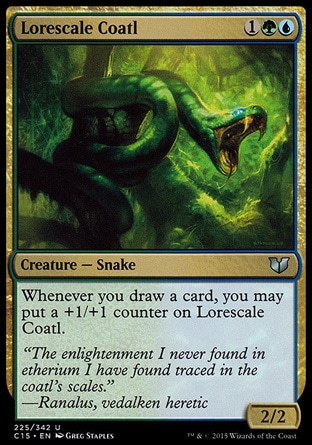 Lorescale Coatl 1
Creature — Snake
Whenever you draw a card, you may
put a +1/+1 counter on Lorescale
Coatl.
“The enlightenment I never found in
etherium I have found traced in the
coatl’s scales.”
—Ranalus, vedalken heretic
2/2
225/342 U
C15 • EN Greg Staples
™ & © 2015 Wizards of the Coast